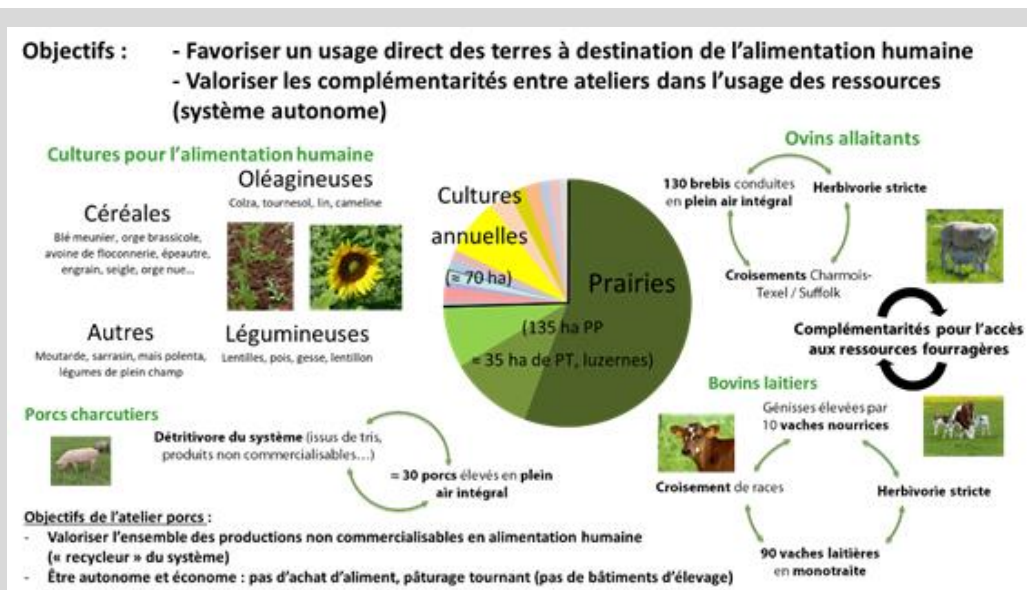 Objectifs : - Favoriser un usage direct des terres à destination de l'alimentation humaine
- Valoriser les complémentarités entre ateliers dans l'usage des ressources
(système autonome)
Cultures pour l'alimentation humaine
Oléagineuses
Colza, tournesol, lin, cameline
Céréales
Blé meunier, orge brassicole,
avoine de floconnerie, épeautre,
engrain, seigle, orge nue...
Autres
Moutarde, sarrasin, maïs polenta,
légumes de plein champ
Légumineuses
Lentilles, pois, gesse, lentillon
Cultures
annuelles
(≈ 70 ha)
Prairies
(135 ha PP
≈ 35 ha de PT, luzernes)
Ovins allaitants
130 brebis conduites
en plein air intégral
Herbivorie stricte
Croisements Charmois-
Texel / Suffolk
Complémentarités pour l'accès
aux ressources fourragères
Bovins laitiers
Génisses élevées par
10 vaches nourrices
Croisement de races
Herbivorie stricte
90 vaches laitières
en monotraite
Porcs charcutiers
Détritivore du système (issus de tris,
produits non commercialisables...)
≈ 30 porcs élevés en plein
air intégral
Objectifs de l'atelier porcs :
- Valoriser l'ensemble des productions non commercialisables en alimentation humaine
(« recycleur » du système)
- Être autonome et économe : pas d'achat d'aliment, pâturage tournant (pas de bâtiments d'élevage)